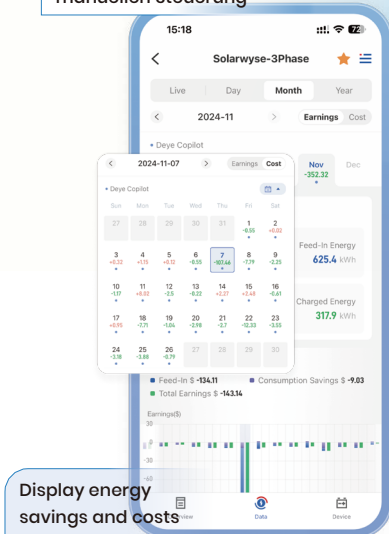 manuellen steuerung
15:18
72
Solarwyse-3Phase
Live Day Month Year
2024-11 Earnings Cost
Deye Copilot
Nov Dec
-352.32
2024-11-07 Earnings Cost
Deye Copilot
Sun Mon Tue Wed Thu Fri Sat
27 28 29 30 31 1 2
-0.55 +0.02
3 4 5 6 7 8 9
+0.32 +1.15 +0.12 -0.55 -107.46 -7.79 -2.25
10 11 12 13 14 15 16
-1.17 +0.02 -2.5 -0.22 +2.27 +2.40 -0.61
17 18 19 20 21 22 23
+0.95 -7.71 -1.04 -2.98 -2.7 -12.33 -3.55
24 25 26 27 28 29 30
-3.18 -3.88 -0.79
Feed-In Energy
625.4 kWh
Charged Energy
317.9 kWh
Feed-In $ -134.11 Consumption Savings $ -9.03
Total Earnings $ -143.14
Earnings($)
30
0
-30
-60
Display energy
savings and costs
Data Device